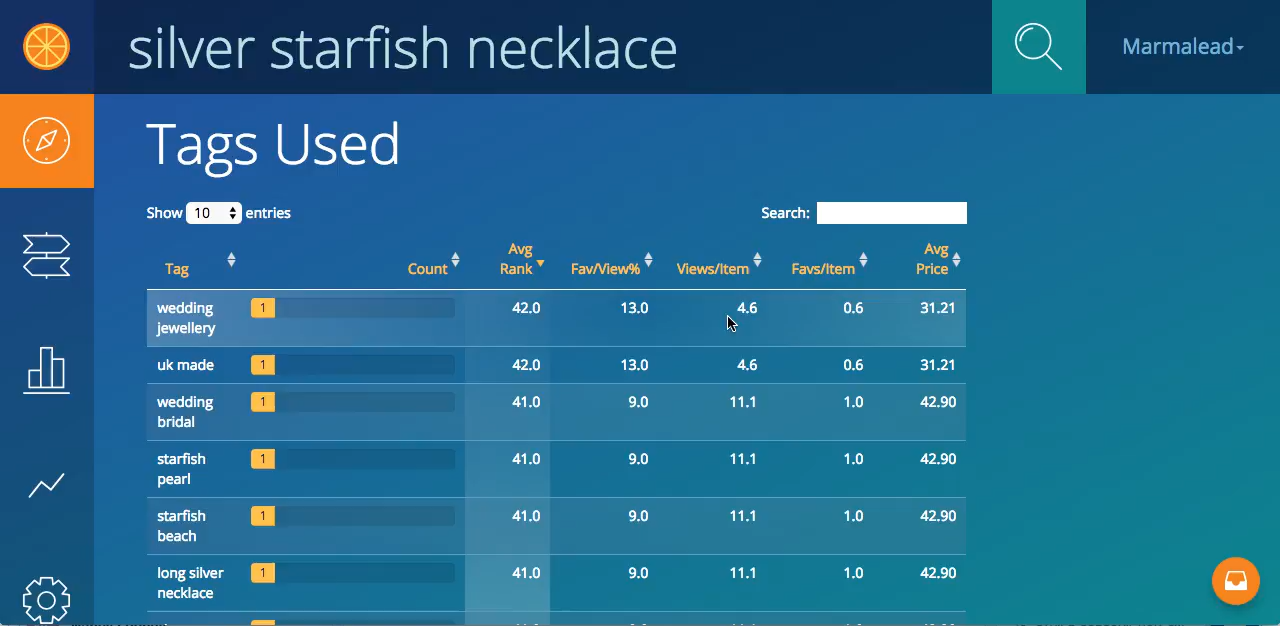 silver starfish necklace
Marmalead
Tags Used
Show 10 entries
Search:
Tag Count Avg Rank Fav/View% Views/Item Favs/Item Avg Price
wedding jewellery 1 42.0 13.0 4.6 0.6 31.21
uk made 1 42.0 13.0 4.6 0.6 31.21
wedding bridal 1 41.0 9.0 11.1 1.0 42.90
starfish pearl 1 41.0 9.0 11.1 1.0 42.90
starfish beach 1 41.0 9.0 11.1 1.0 42.90
long silver necklace 1 41.0 9.0 11.1 1.0 42.90